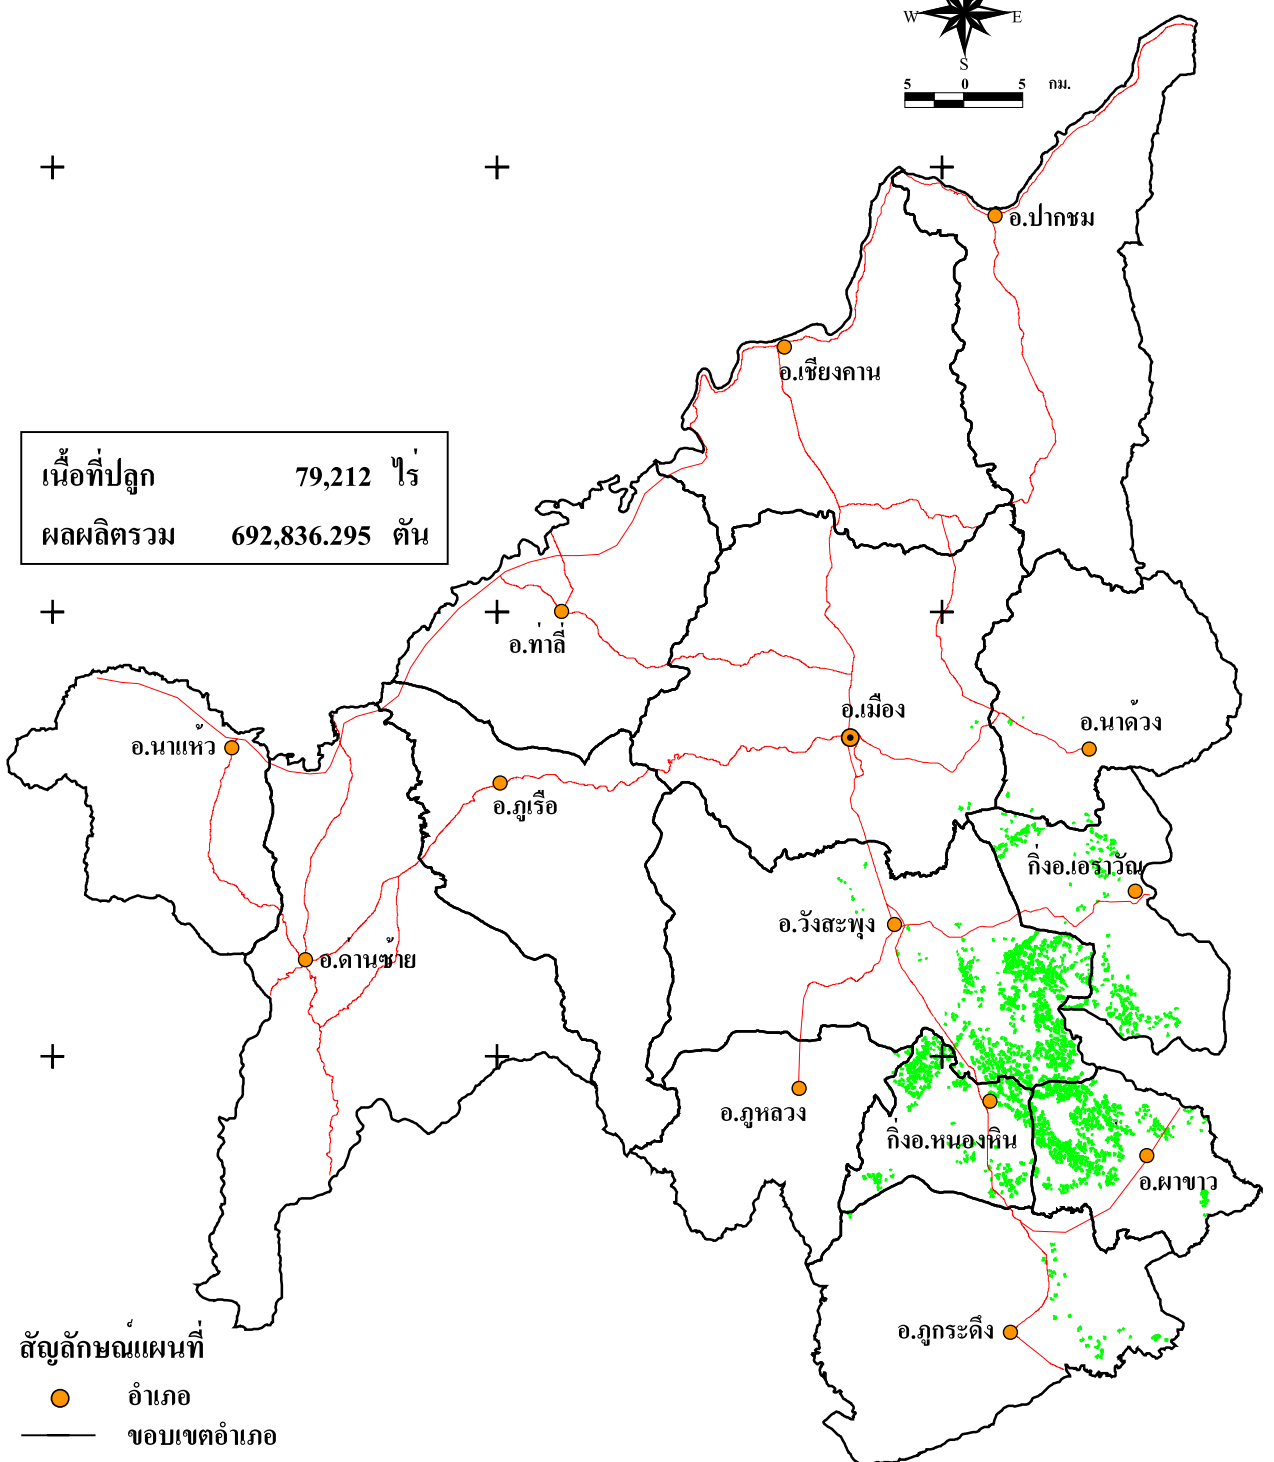 W E
S
5 0 5 กม.
อ.ปากชม
อ.เชียงคาน
เนื้อที่ปลูก 79,212 ไร่
ผลผลิตรวม 692,836.295 ตัน
อ.ท่าลี่
อ.เมือง
อ.นาด้วง
อ.นาแห้ว
อ.ภูเรือ
กิ่งอ.เอราวัณ
อ.วังสะพุง
อ.ด่านซ้าย
อ.ภูหลวง
กิ่งอ.หนองหิน
อ.ผาขาว
อ.ภูกระดึง
สัญลักษณ์แผนที่
อำเภอ
ขอบเขตอำเภอ